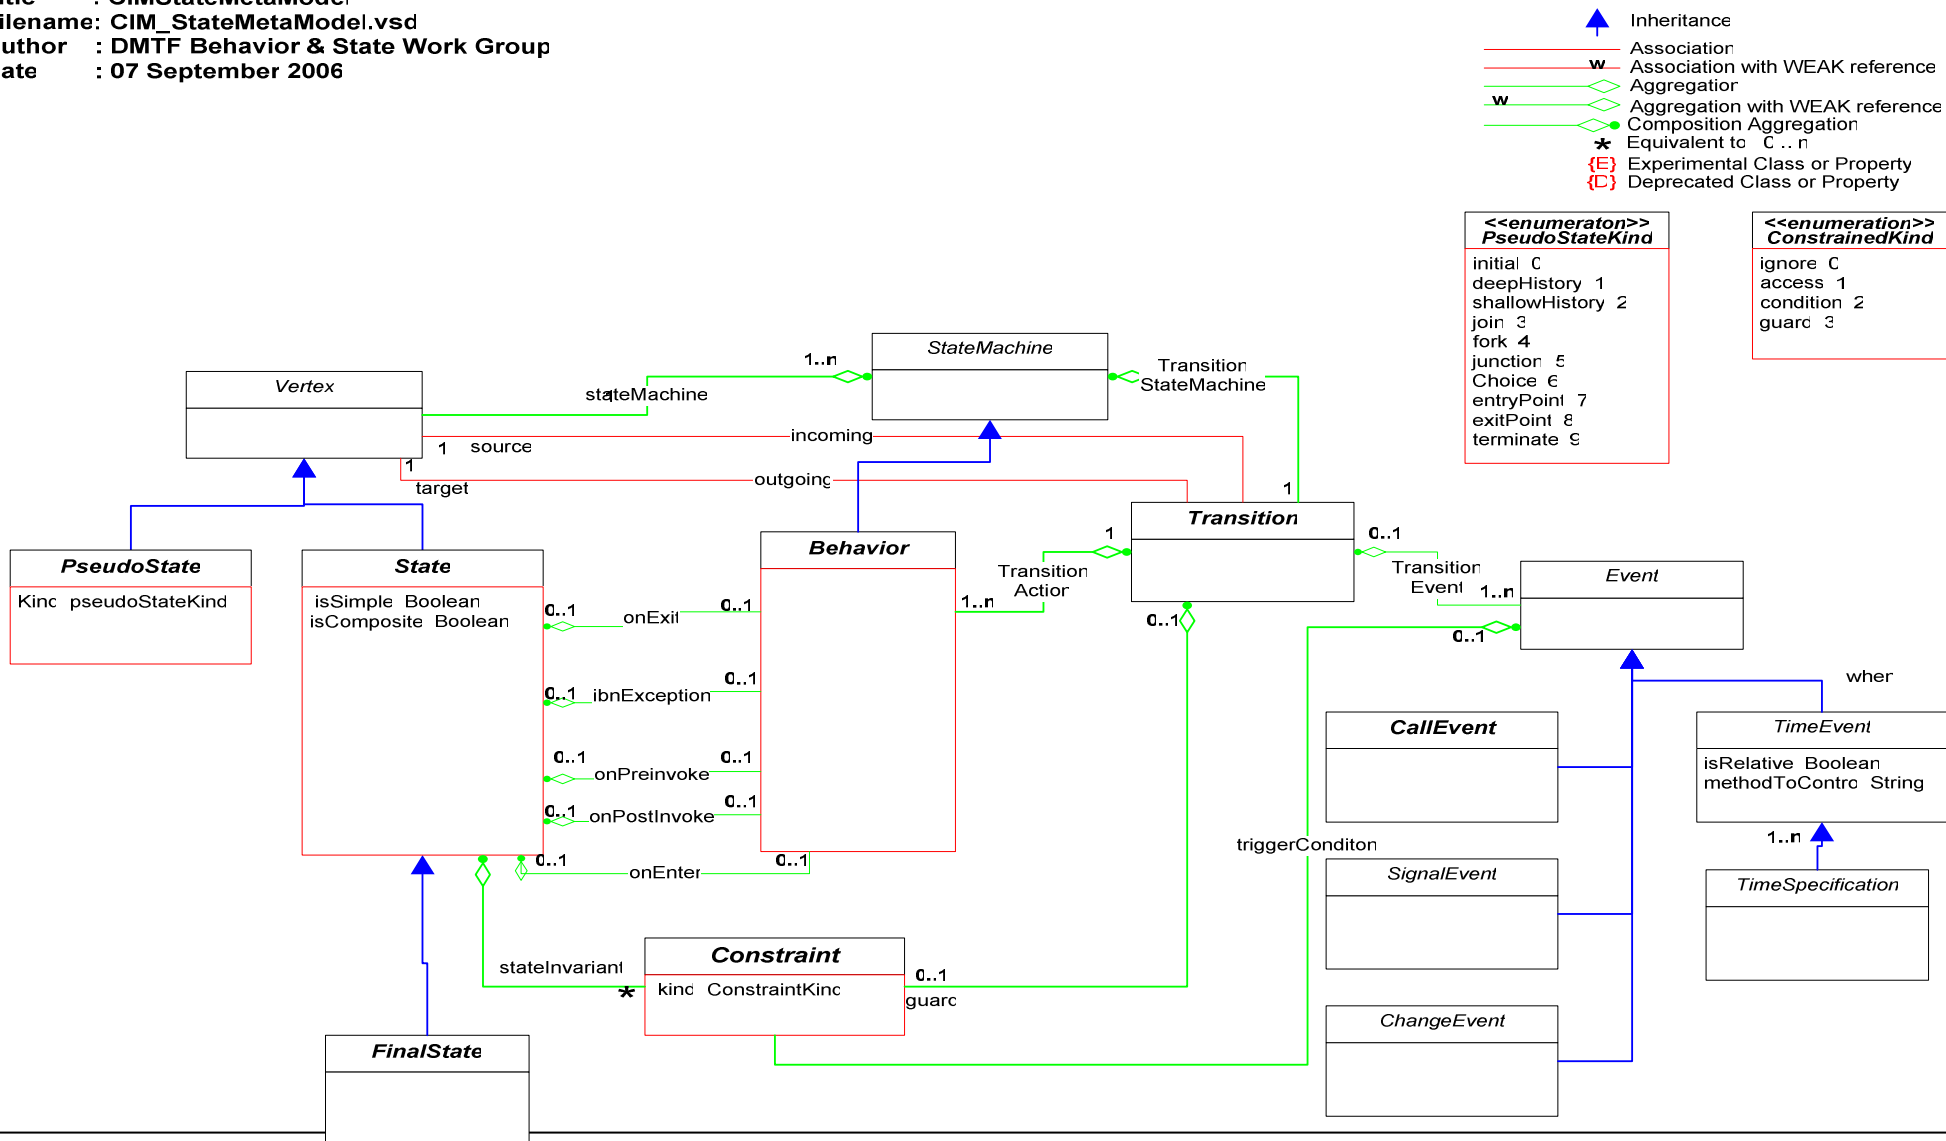 : CIMStateMetaModel
ilename: CIM_StateMetaModel.vsd
uthor : DMTF Behavior & State Work Group
ate : 07 September 2006
Inheritance
Association
w Association with WEAK reference
Aggregation
w Aggregation with WEAK reference
Composition Aggregation
* Equivalent to 0 .. n
{E} Experimental Class or Property
{D} Deprecated Class or Property
<<enumeraton>>
PseudoStateKind
initial 0
deepHistory 1
shallowHistory 2
join 3
fork 4
junction 5
Choice 6
entryPoint 7
exitPoint 8
terminate 9
<<enumeration>>
ConstrainedKind
ignore 0
access 1
condition 2
guard 3
StateMachine
1..n
Transition
StateMachine
Vertex
stateMachine
1
incoming
1 source
1
target
outgoing
1
Transition
PseudoState
Kind pseudoStateKind
State
isSimple Boolean
isComposite Boolean
Behavior
1
Transition
Action
1..n
0..1
Transition
Event
1..n
Event
0..1
0..1
0..1 onExit 0..1
0..1 ibnException 0..1
0..1 onPreinvoke 0..1
0..1 onPostInvoke 0..1
0..1 onEnter 0..1
when
CallEvent
TimeEvent
isRelative Boolean
methodToContro String
1..n
triggerConditon
SignalEvent
TimeSpecification
stateInvariant
*
Constraint
kind ConstraintKind
0..1
guard
ChangeEvent
FinalState